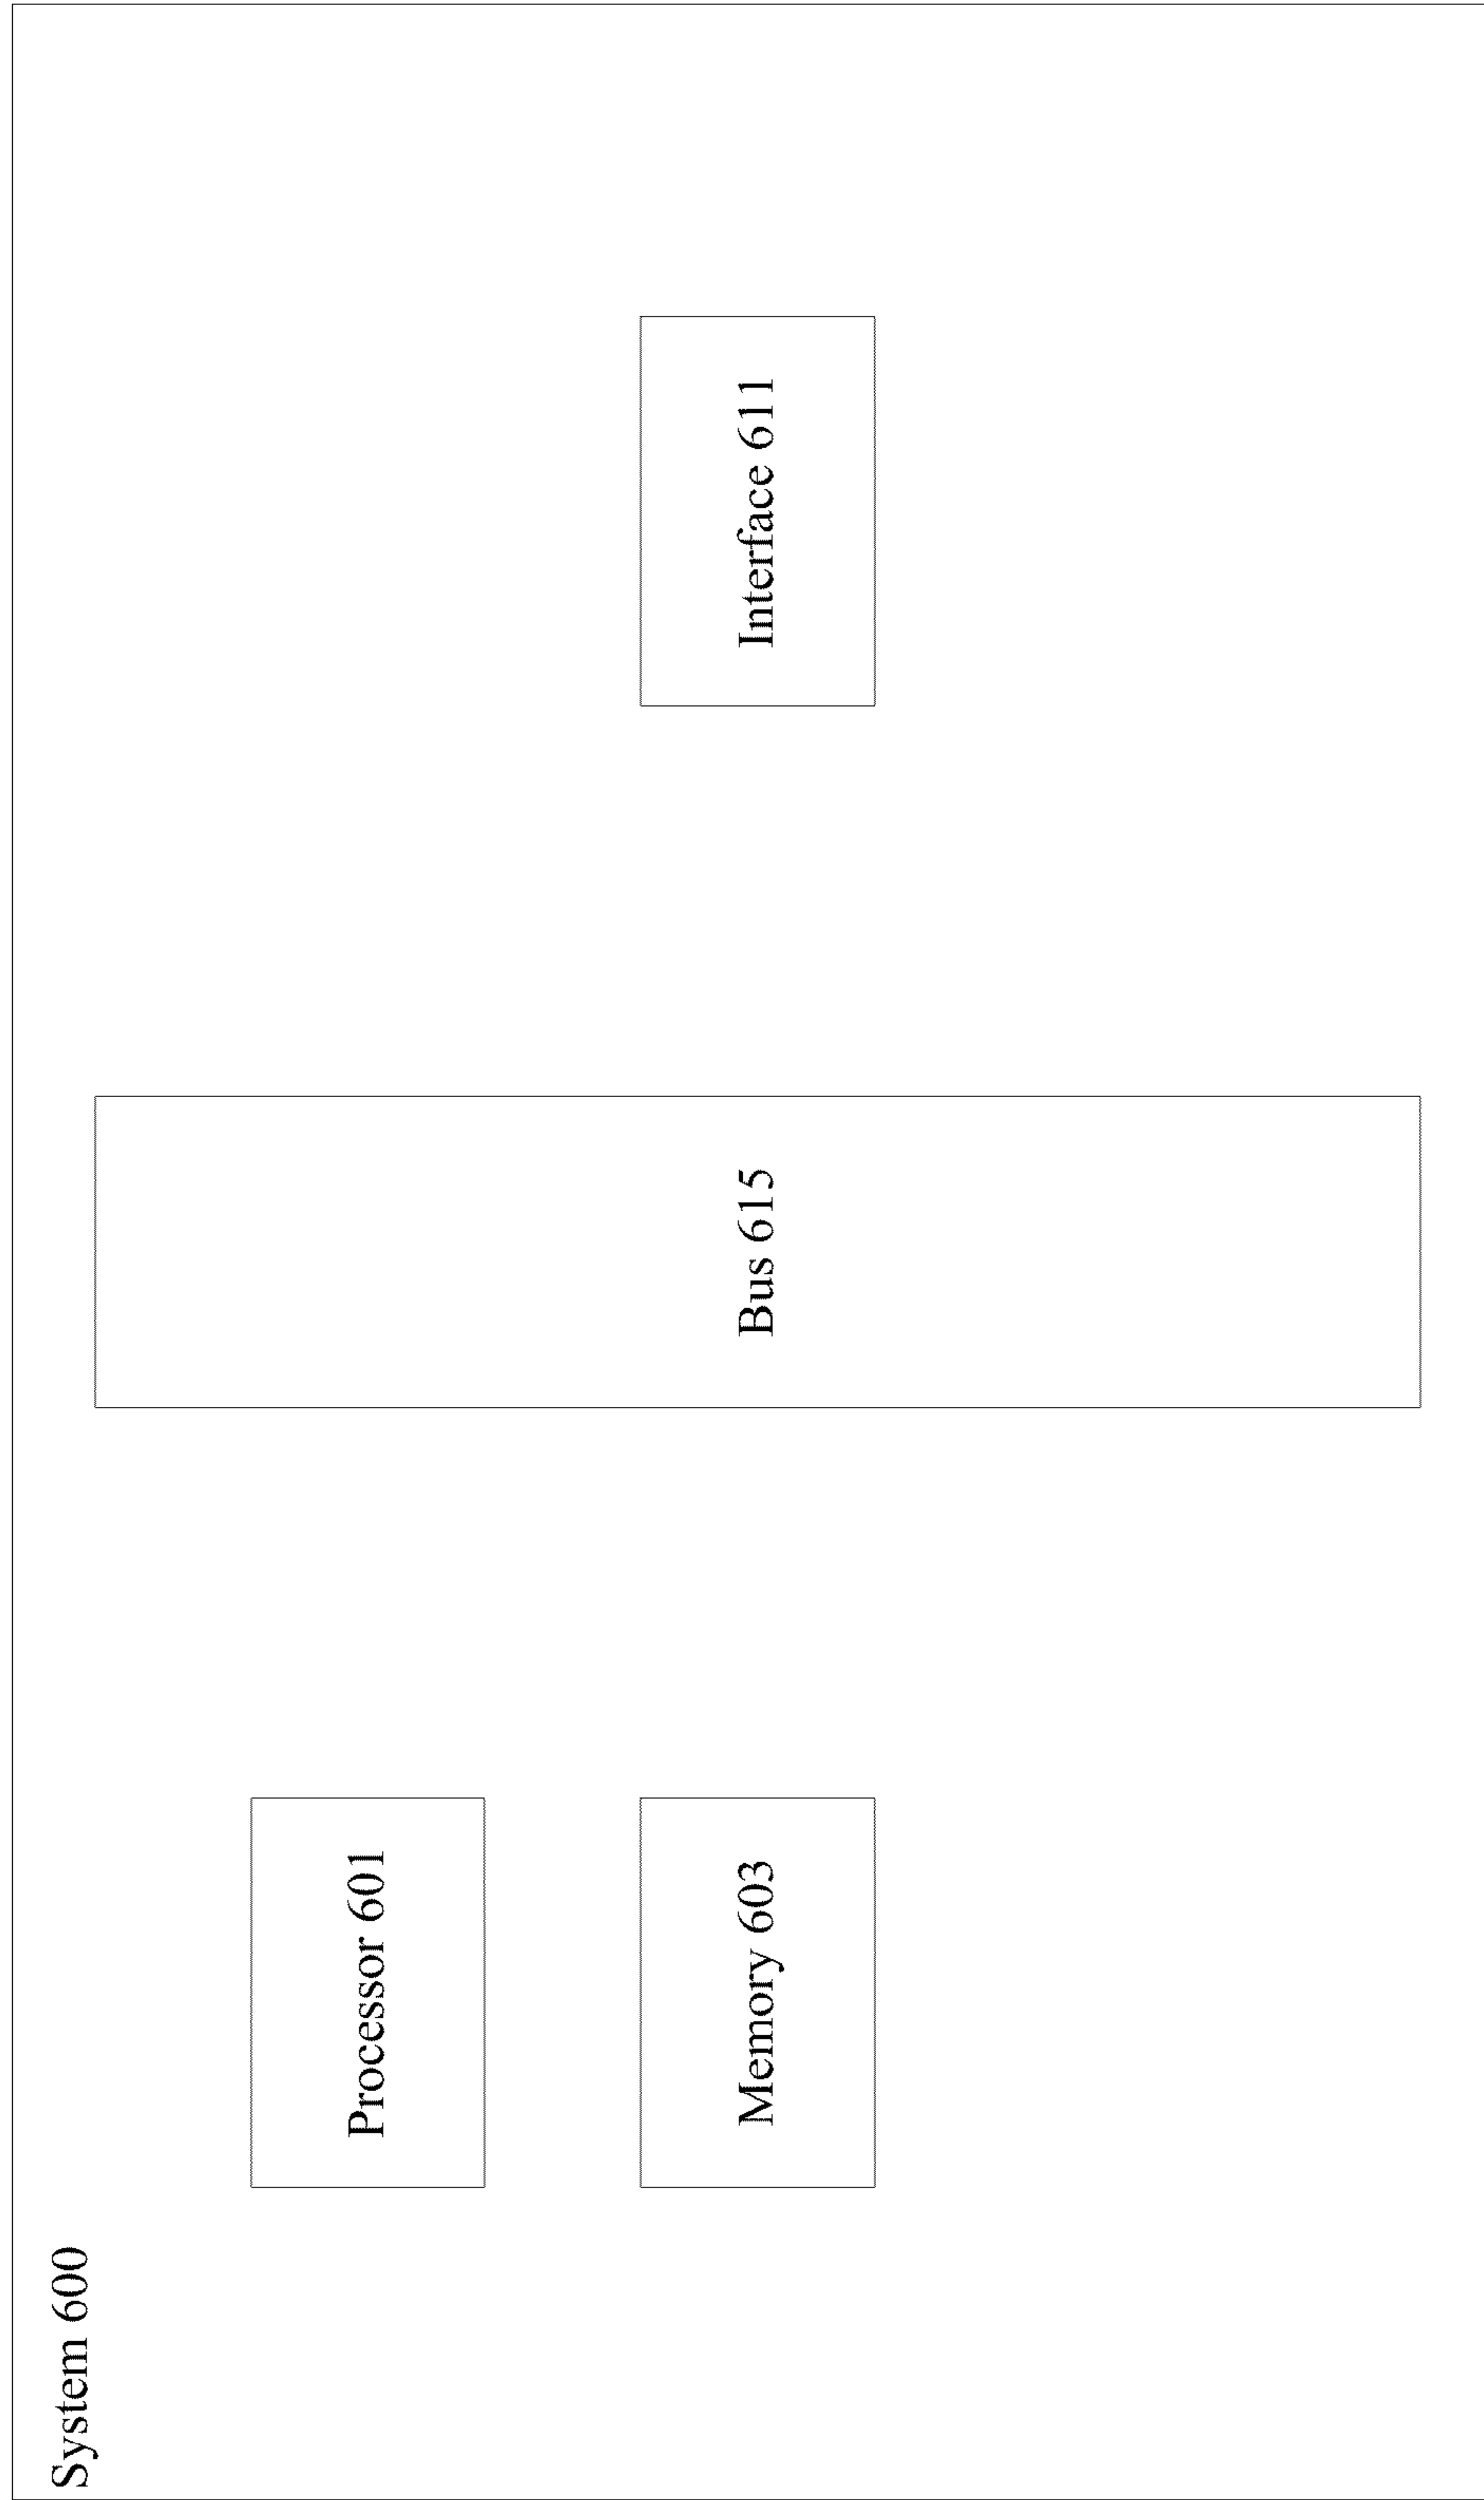 System 600
Processor 601
Memory 603
Bus 615
Interface 611